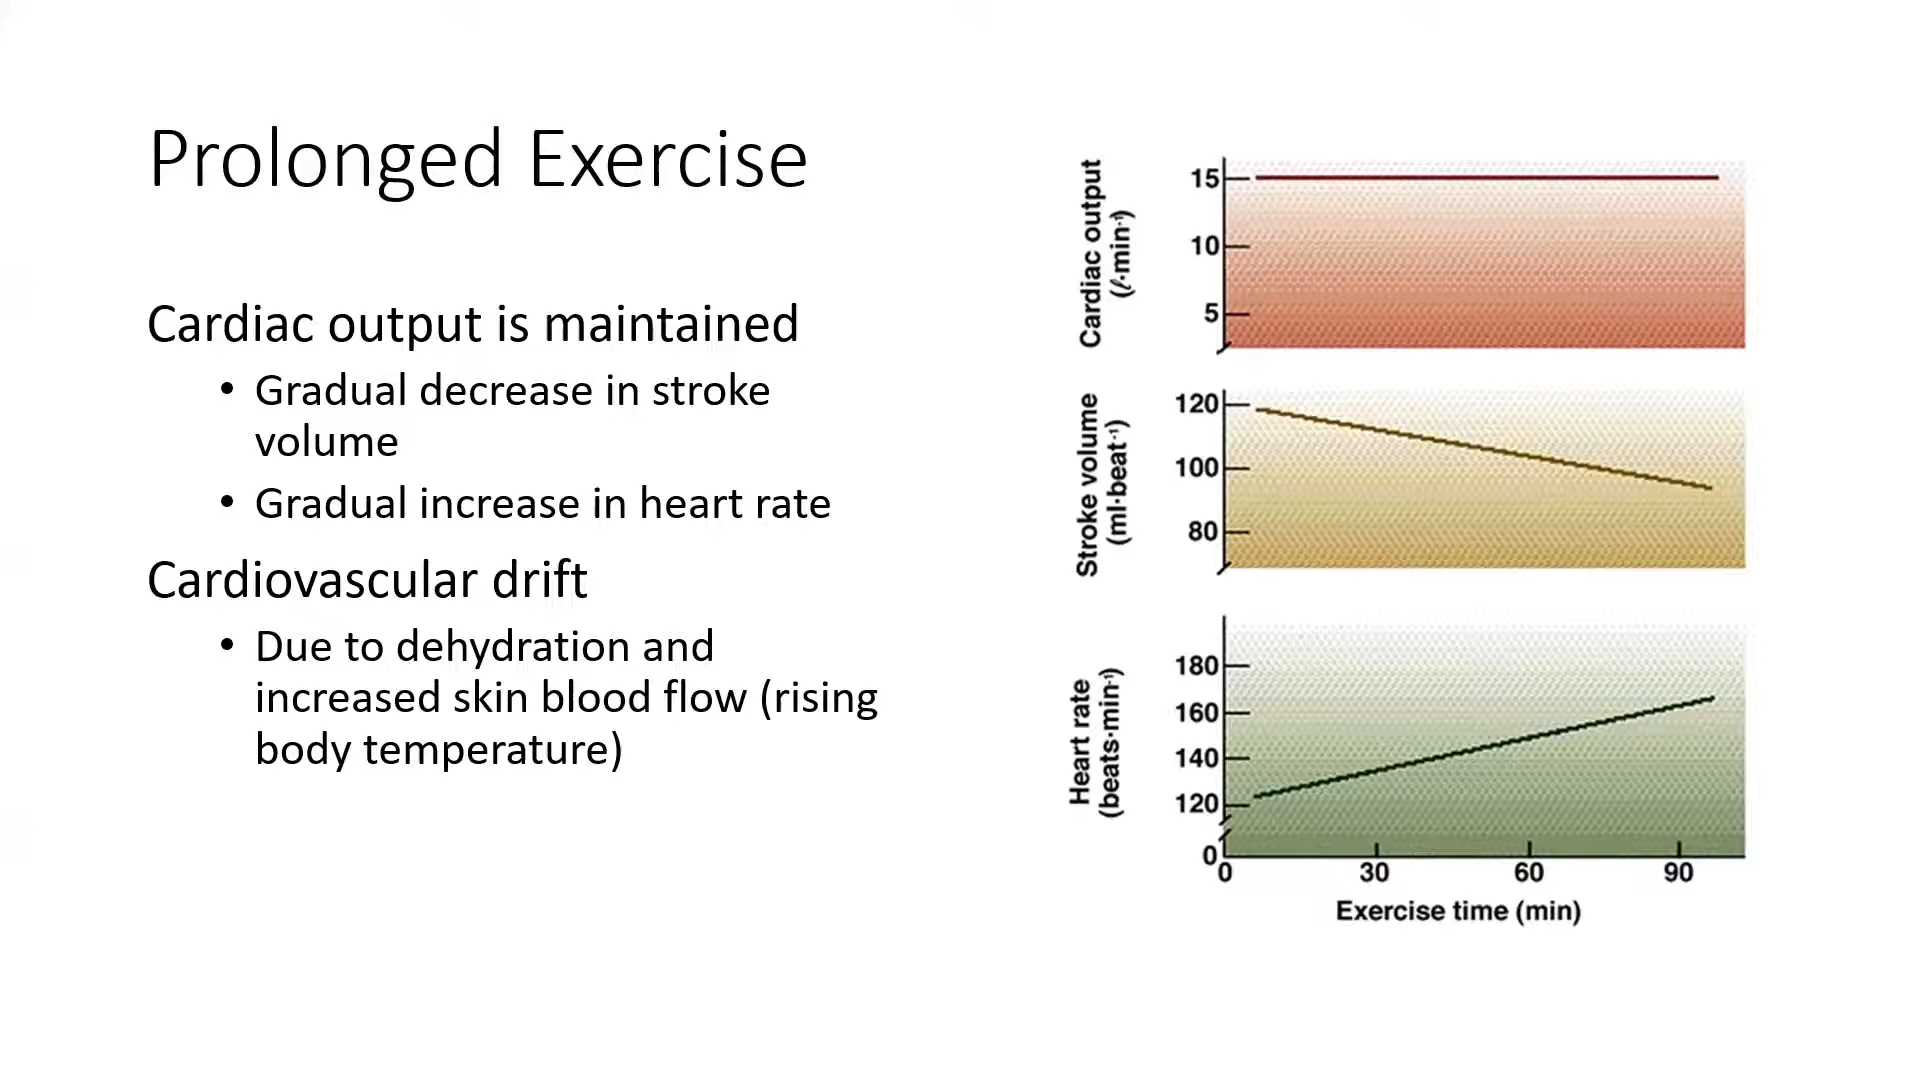 Prolonged Exercise
Cardiac output is maintained
• Gradual decrease in stroke
volume
• Gradual increase in heart rate
Cardiovascular drift
• Due to dehydration and
increased skin blood flow (rising
body temperature)
Cardiac output
(ℓ·min⁻¹)
15
10
5
Stroke volume
(ml·beat⁻¹)
120
100
80
Heart rate
(beats·min⁻¹)
180
160
140
120
0
0 30 60 90
Exercise time (min)